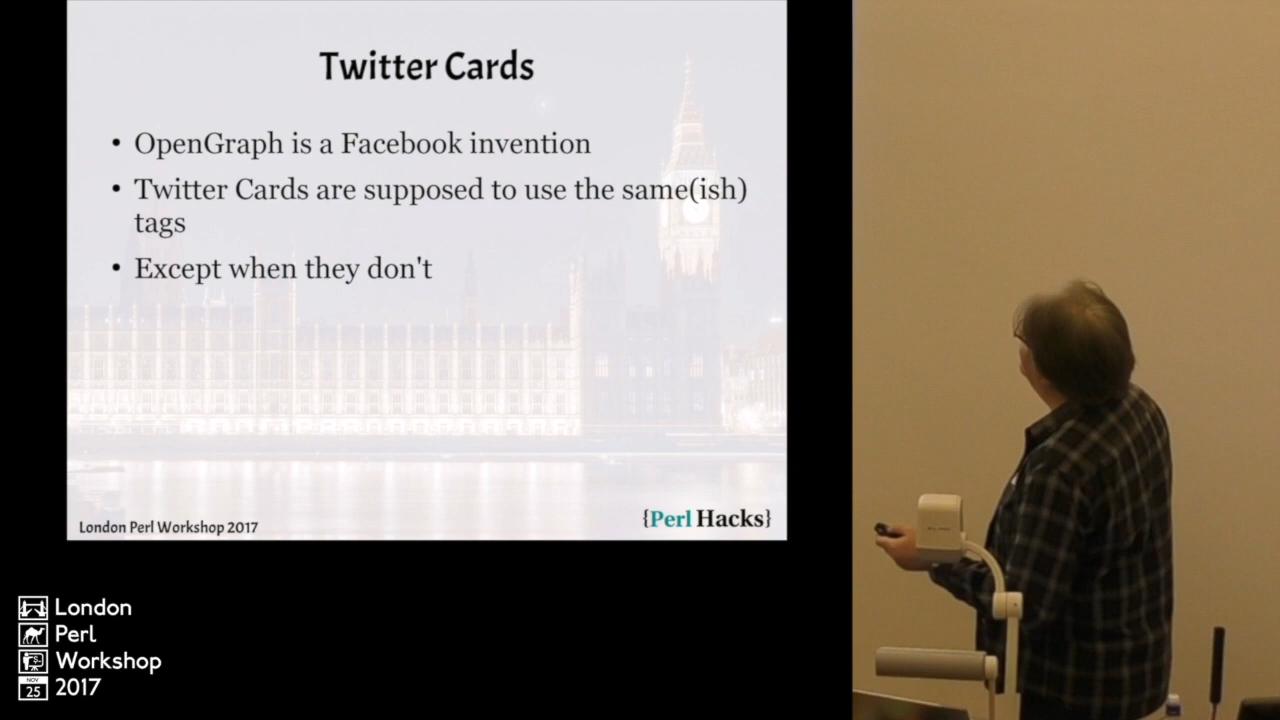 Twitter Cards
• OpenGraph is a Facebook invention
• Twitter Cards are supposed to use the same(ish)
tags
• Except when they don't
London Perl Workshop 2017
{Perl Hacks}
London
Perl
Workshop
NOV
25
2017